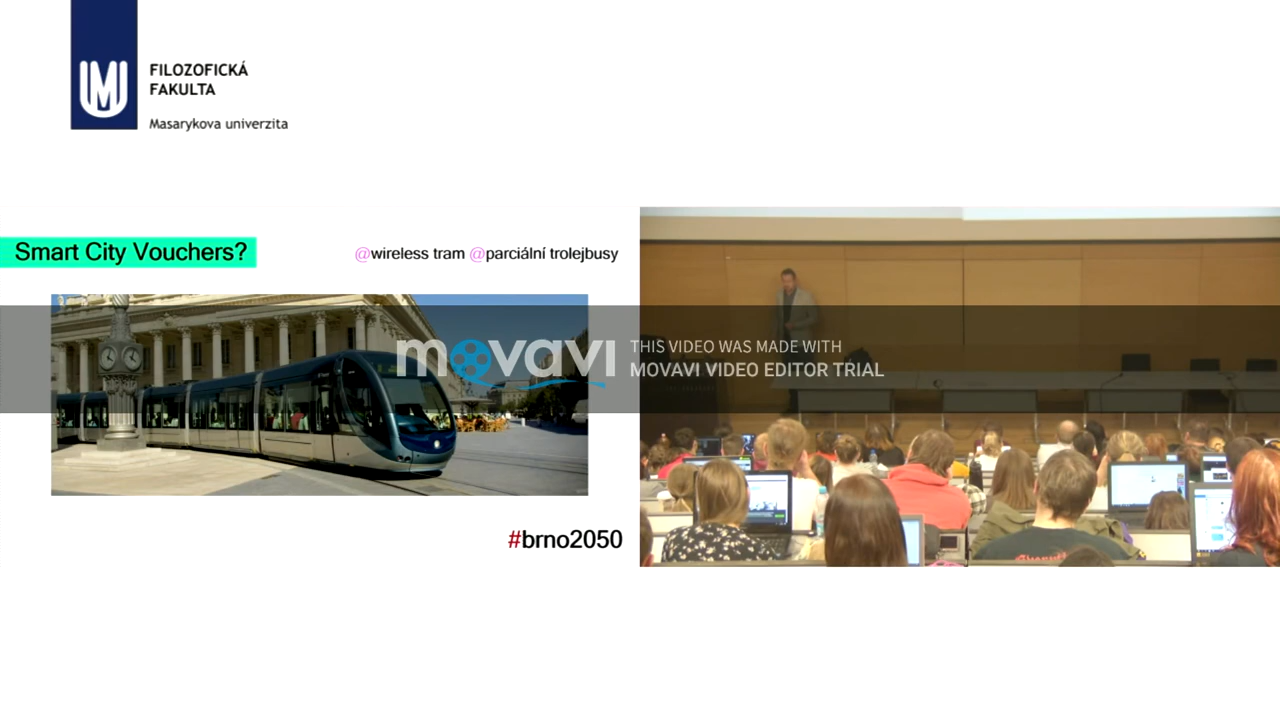 FILOZOFICKÁ
FAKULTA
Masarykova univerzita
Smart City Vouchers?
@wireless tram @parciální trolejbusy
movavi
THIS VIDEO WAS MADE WITH
MOVAVI VIDEO EDITOR TRIAL
#brno2050